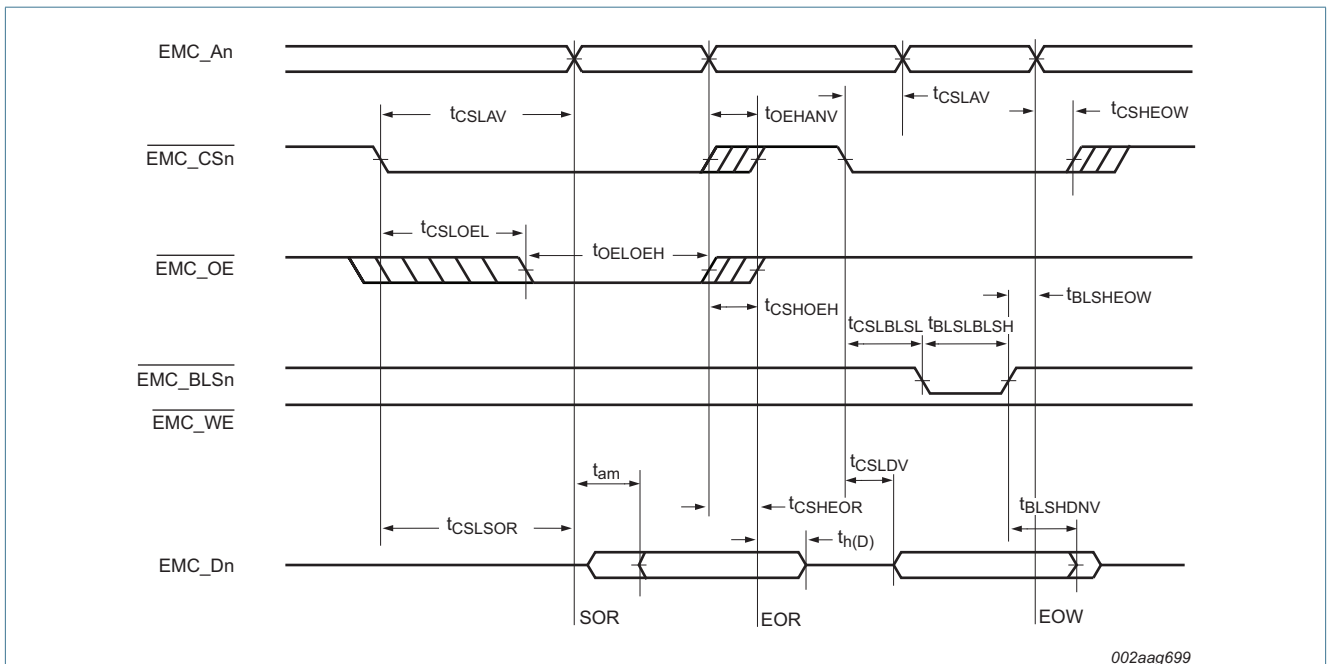 EMC_An
tCSLAV
tOEHANV
tCSLAV
tCSHEOW
EMC_CSn
tCSLOEL
tOELOEH
EMC_OE
tCSHOEH
tBLSHEOW
tCSLBLSL
tBLSLBLSH
EMC_BLSn
EMC_WE
tam
tCSLDV
tCSLSOR
tCSHEOR
tBLSHDNV
th(D)
EMC_Dn
SOR
EOR
EOW
002aag699